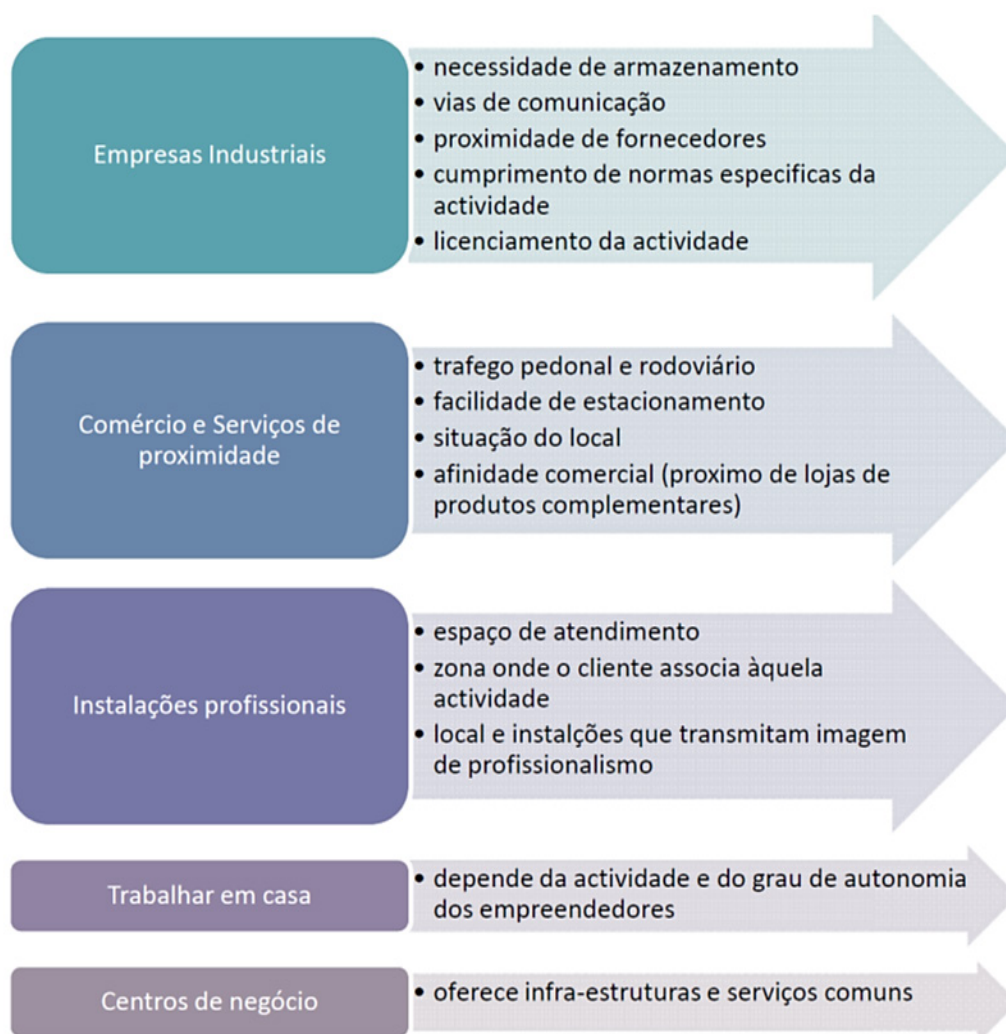 Empresas Industriais
• necessidade de armazenamento
• vias de comunicação
• proximidade de fornecedores
• cumprimento de normas especificas da
actividade
• licenciamento da actividade
Comércio e Serviços de
proximidade
• trafego pedonal e rodoviário
• facilidade de estacionamento
• situação do local
• afinidade comercial (proximo de lojas de
produtos complementares)
Instalações profissionais
• espaço de atendimento
• zona onde o cliente associa àquela
actividade
• local e instalções que transmitam imagem
de profissionalismo
Trabalhar em casa
• depende da actividade e do grau de autonomia
dos empreendedores
Centros de negócio
• oferece infra-estruturas e serviços comuns